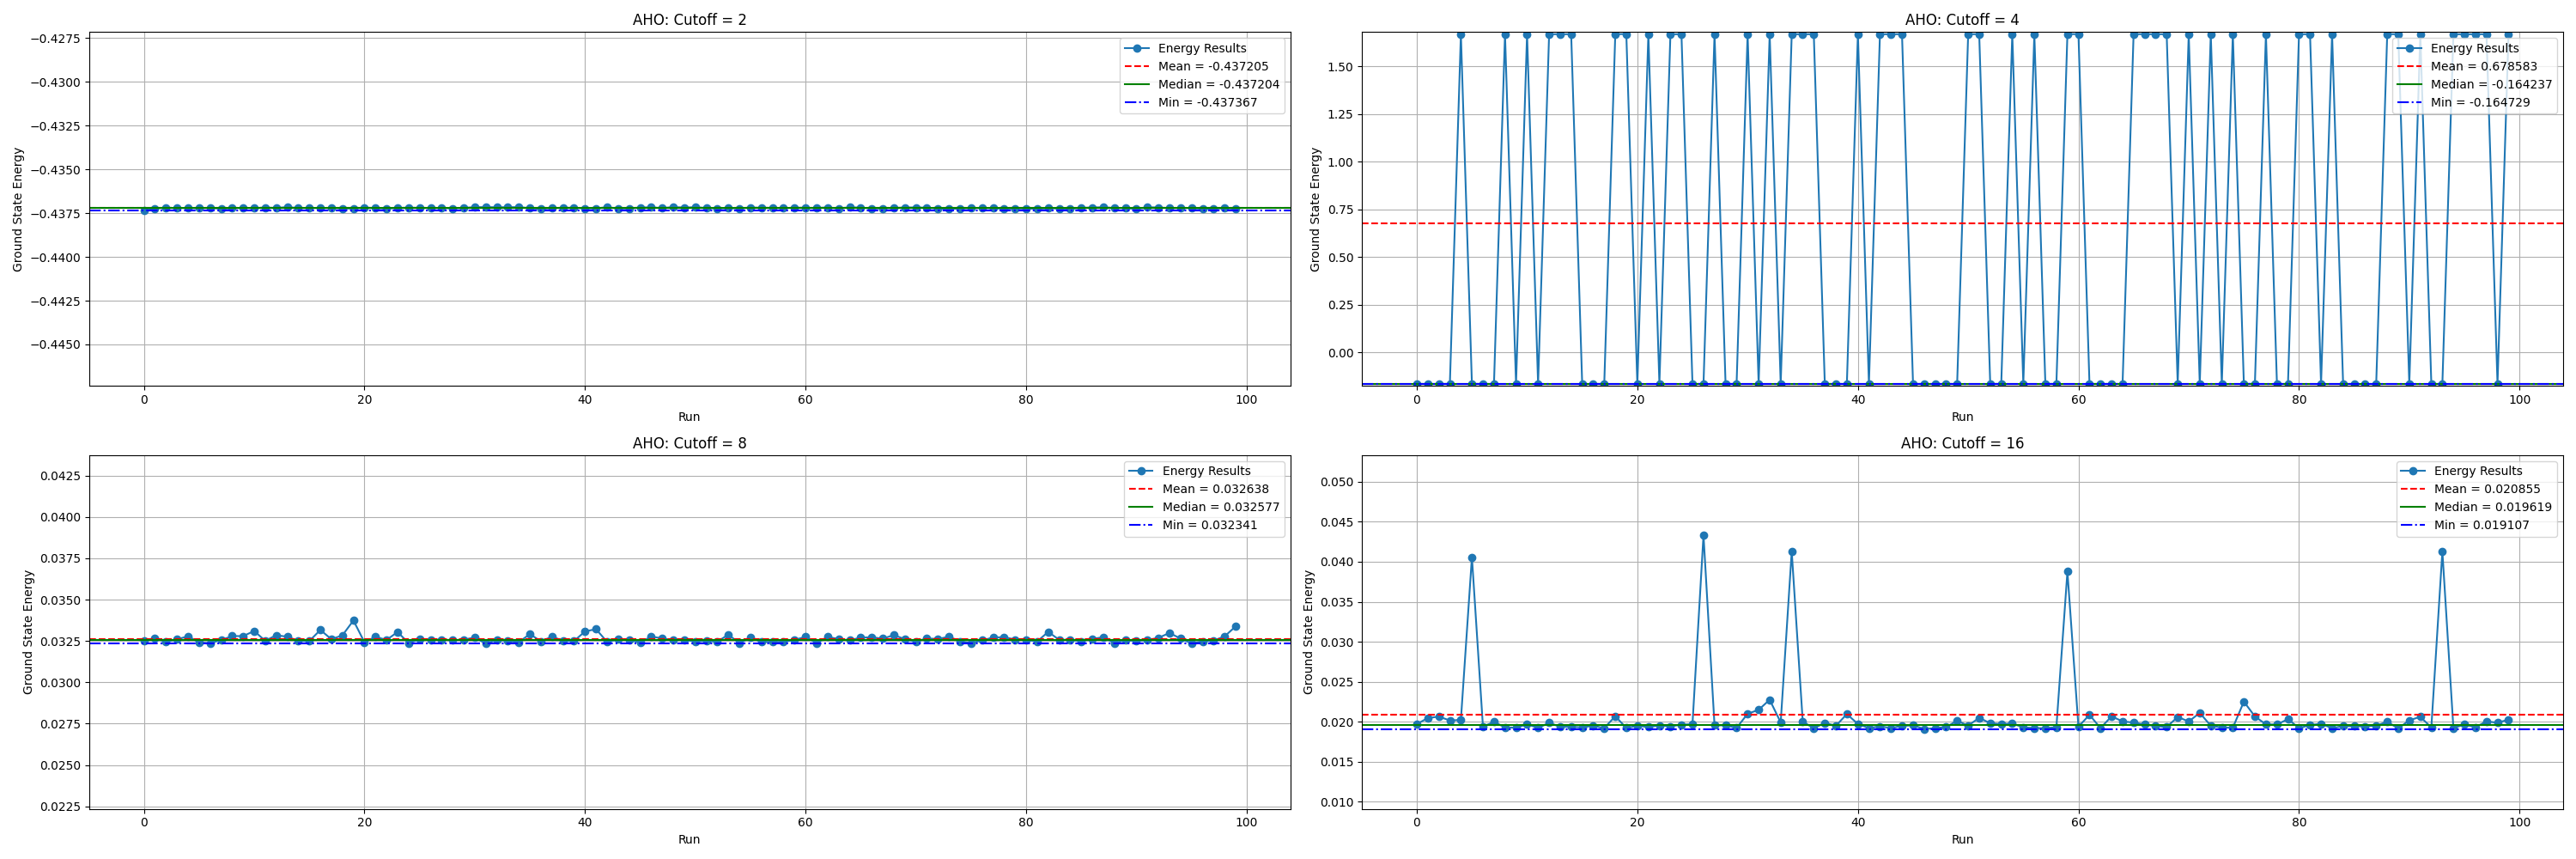 AHO: Cutoff = 2
−0.4275
−0.4300
−0.4325
−0.4350
−0.4375
−0.4400
−0.4425
−0.4450
Ground State Energy
Energy Results
Mean = -0.437205
Median = -0.437204
Min = -0.437367
0 20 40 60 80 100
Run
AHO: Cutoff = 4
1.50
1.25
1.00
0.75
0.50
0.25
0.00
Ground State Energy
Energy Results
Mean = 0.678583
Median = -0.164237
Min = -0.164729
0 20 40 60 80 100
Run
AHO: Cutoff = 8
0.0425
0.0400
0.0375
0.0350
0.0325
0.0300
0.0275
0.0250
0.0225
Ground State Energy
Energy Results
Mean = 0.032638
Median = 0.032577
Min = 0.032341
0 20 40 60 80 100
Run
AHO: Cutoff = 16
0.050
0.045
0.040
0.035
0.030
0.025
0.020
0.015
0.010
Ground State Energy
Energy Results
Mean = 0.020855
Median = 0.019619
Min = 0.019107
0 20 40 60 80 100
Run